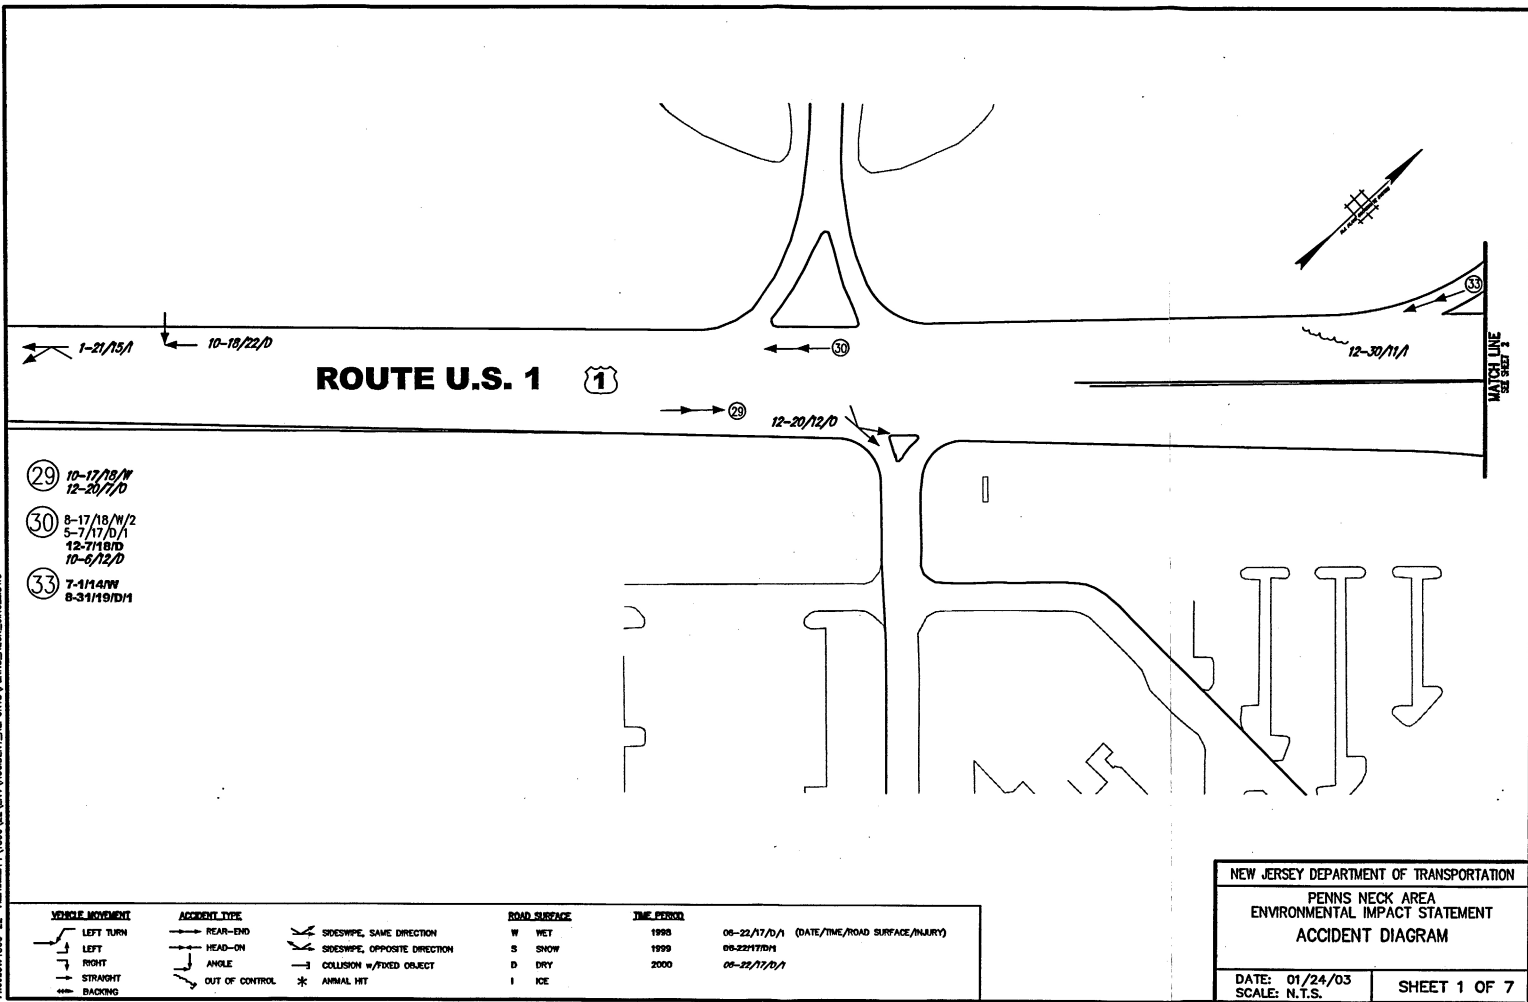 33
1-21/15/I
10-18/22/D
30
12-30/11/I
MATCH LINE
SEE SHEET 2
ROUTE U.S. 1
1
29
12-20/12/D
29
10-17/18/W
12-20/7/D
30
8-17/18/W/2
5-7/17/D/1
12-7/18/D
10-6/12/D
33
7-1/14/W
8-31/19/D/1
NEW JERSEY DEPARTMENT OF TRANSPORTATION
PENNS NECK AREA
ENVIRONMENTAL IMPACT STATEMENT
ACCIDENT DIAGRAM
DATE: 01/24/03
SCALE: N.T.S.
SHEET 1 OF 7
VEHICLE MOVEMENT
LEFT TURN
LEFT
RIGHT
STRAIGHT
BACKING
ACCIDENT TYPE
REAR-END
HEAD-ON
ANGLE
OUT OF CONTROL
SIDESWIPE, SAME DIRECTION
SIDESWIPE, OPPOSITE DIRECTION
COLLISION w/FIXED OBJECT
ANIMAL HIT
ROAD SURFACE
W WET
S SNOW
D DRY
I ICE
TIME PERIOD
1998 06-22/17/D/1 (DATE/TIME/ROAD SURFACE/INJURY)
1999 06-22/17/D/1
2000 06-22/17/D/1